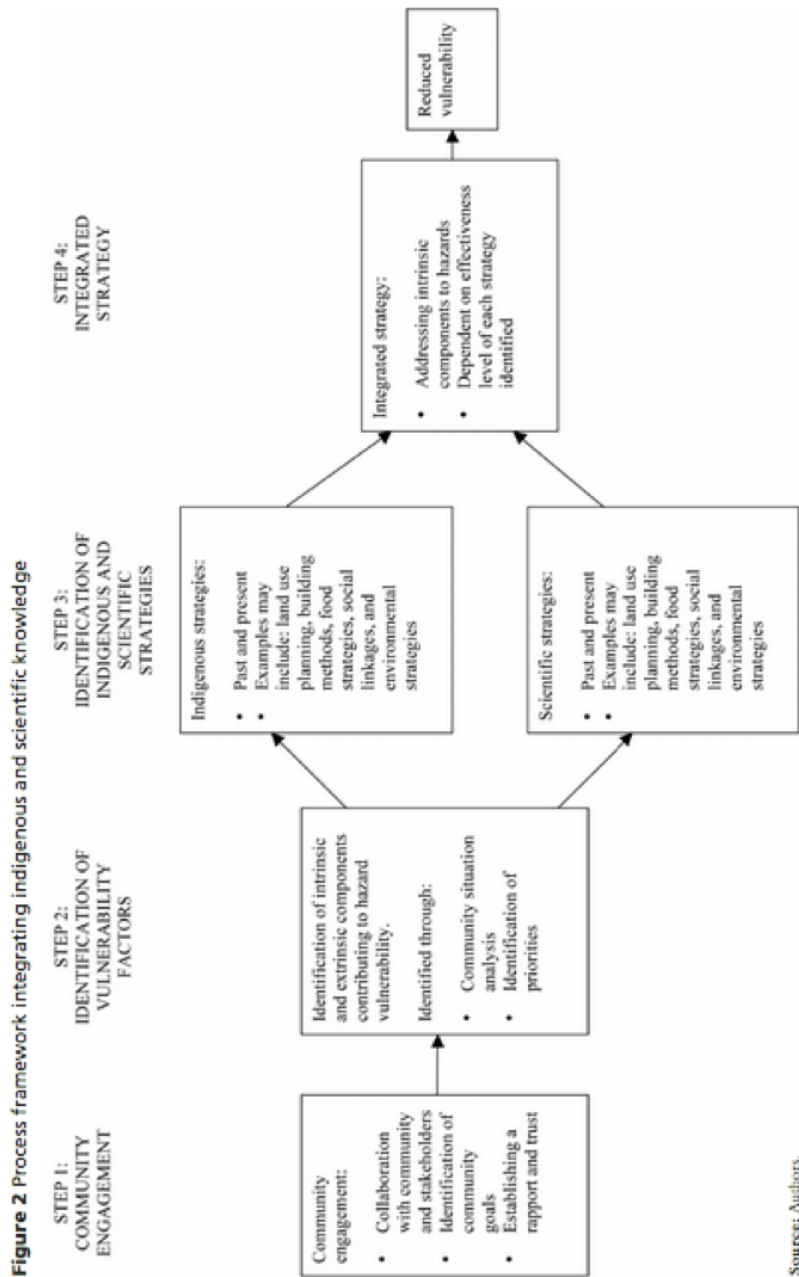 Figure 2 Process framework integrating indigenous and scientific knowledge
STEP 1:
COMMUNITY
ENGAGEMENT
STEP 2:
IDENTIFICATION OF
VULNERABILITY
FACTORS
STEP 3:
IDENTIFICATION OF
INDIGENOUS AND
SCIENTIFIC
STRATEGIES
STEP 4:
INTEGRATED
STRATEGY
Community
engagement:
• Collaboration
with community
and stakeholders
• Identification of
community
goals
• Establishing a
rapport and trust
Identification of intrinsic
and extrinsic components
contributing to hazard
vulnerability.
Identified through:
• Community situation
analysis
• Identification of
priorities
Indigenous strategies:
• Past and present
• Examples may
include: land use
planning, building
methods, food
strategies, social
linkages, and
environmental
strategies
Scientific strategies:
• Past and present
• Examples may
include: land use
planning, building
methods, food
strategies, social
linkages, and
environmental
strategies
Integrated strategy:
• Addressing intrinsic
components to hazards
• Dependent on effectiveness
level of each strategy
identified
Reduced
vulnerability
Source: Authors.